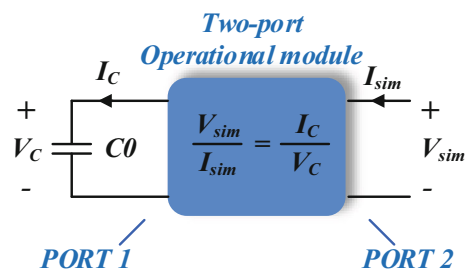 Two-port
Operational module
I_C
I_sim
+
V_C
C0
-
V_sim / I_sim = I_C / V_C
+
V_sim
-
PORT 1
PORT 2